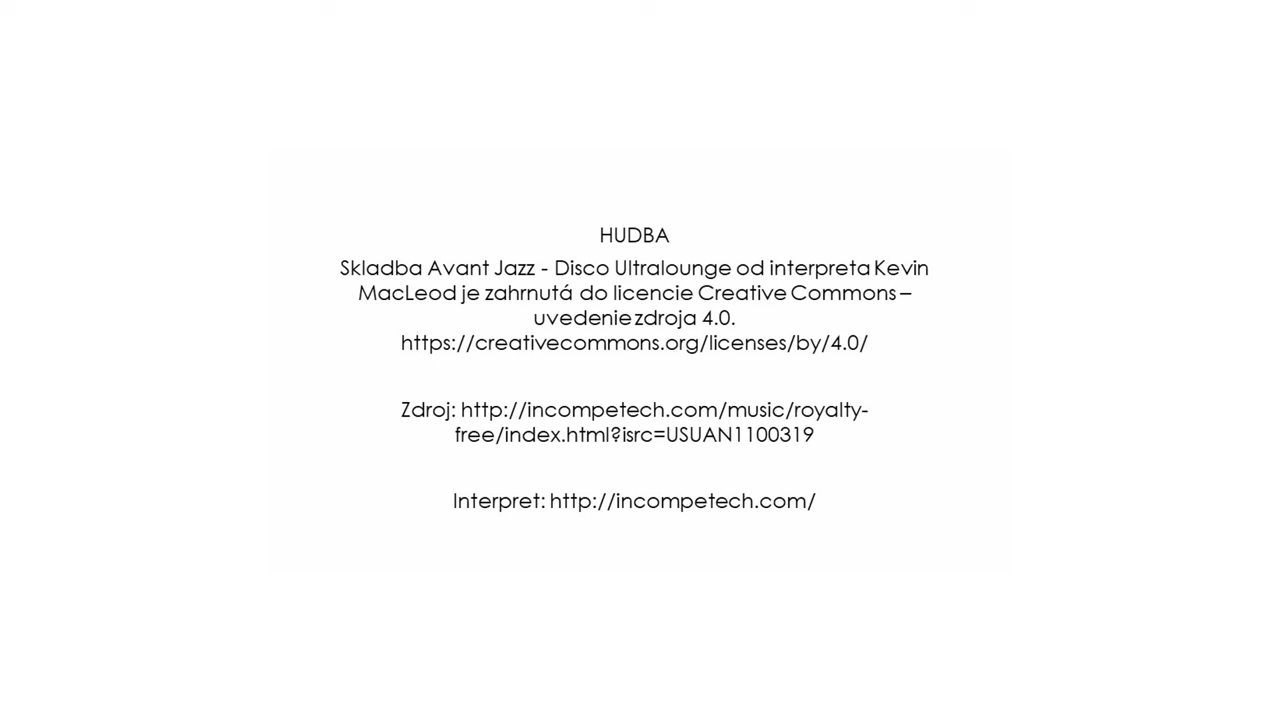 HUDBA
Skladba Avant Jazz - Disco Ultralounge od interpreta Kevin
MacLeod je zahrnutá do licencie Creative Commons –
uvedenie zdroja 4.0.
https://creativecommons.org/licenses/by/4.0/
Zdroj: http://incompetech.com/music/royalty-
free/index.html?isrc=USUAN1100319
Interpret: http://incompetech.com/